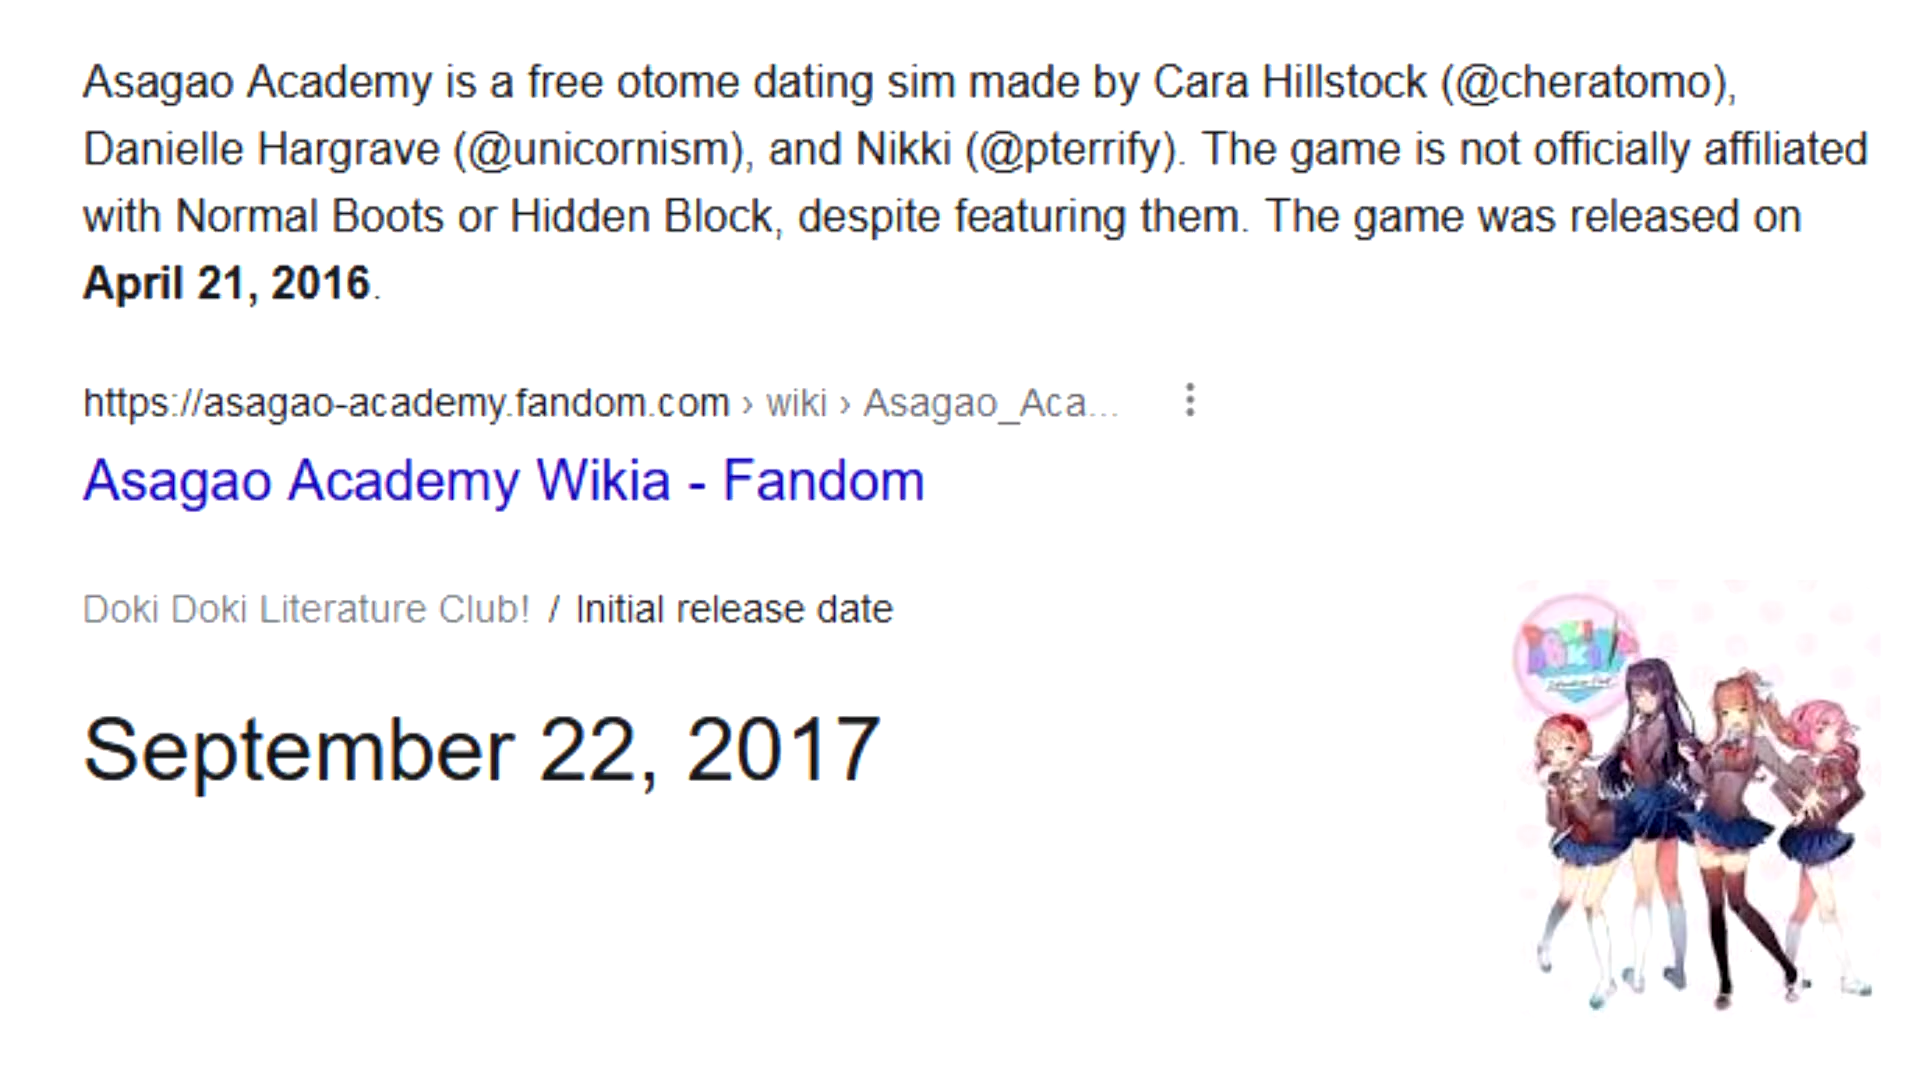 Asagao Academy is a free otome dating sim made by Cara Hillstock (@cheratomo),
Danielle Hargrave (@unicornism), and Nikki (@pterrify). The game is not officially affiliated
with Normal Boots or Hidden Block, despite featuring them. The game was released on
April 21, 2016.
https://asagao-academy.fandom.com › wiki › Asagao_Aca...
Asagao Academy Wikia - Fandom
Doki Doki Literature Club! / Initial release date
September 22, 2017